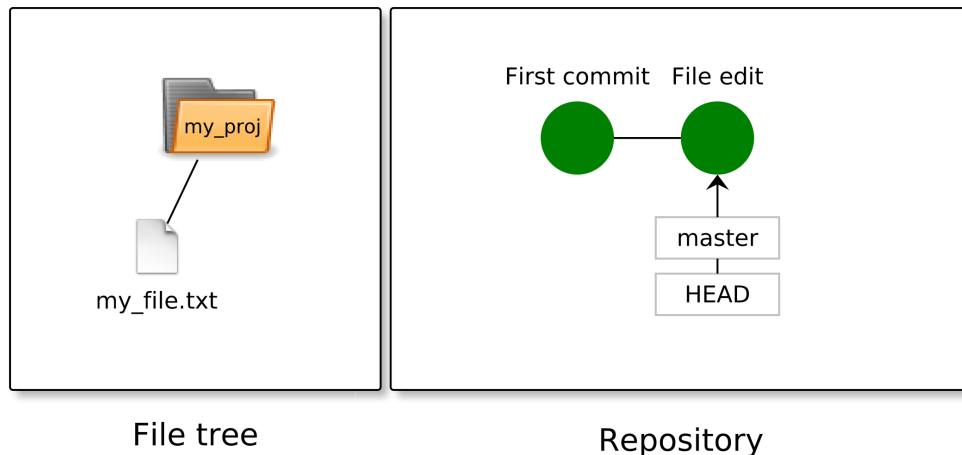 my_proj
my_file.txt
File tree
First commit
File edit
master
HEAD
Repository